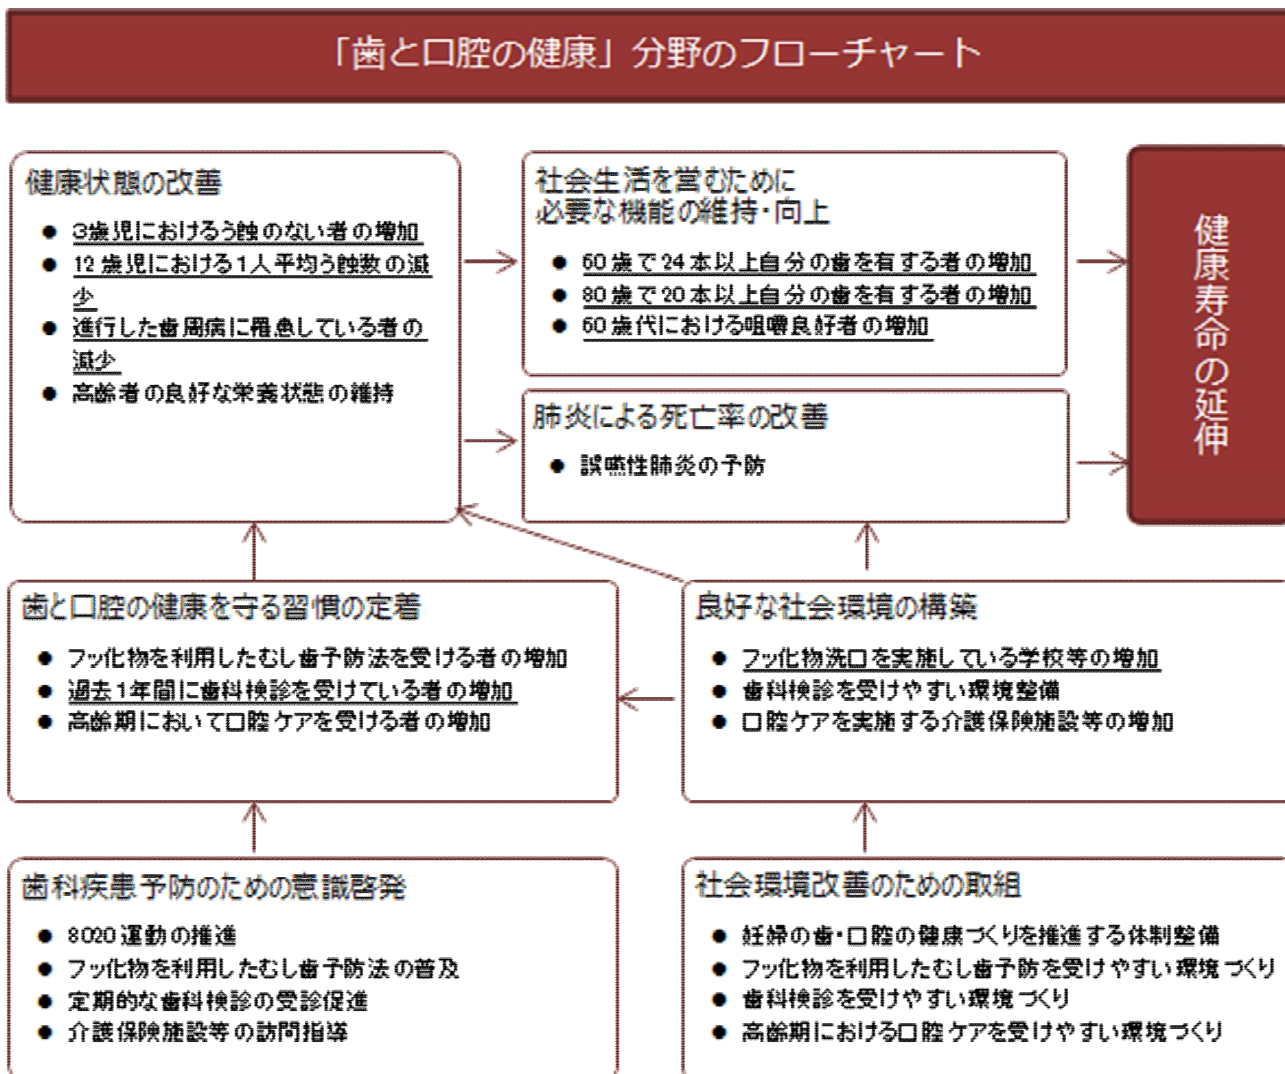 「歯と口腔の健康」分野のフローチャート
健康状態の改善
● 3歳児におけるう蝕のない者の増加
● 12歳児における1人平均う蝕数の減
少
● 進行した歯周病に罹患している者の
減少
● 高齢者の良好な栄養状態の維持
社会生活を営むために
必要な機能の維持・向上
● 60歳で24本以上自分の歯を有する者の増加
● 80歳で20本以上自分の歯を有する者の増加
● 60歳代における咀嚼良好者の増加
肺炎による死亡率の改善
● 誤嚥性肺炎の予防
健康寿命の延伸
歯と口腔の健康を守る習慣の定着
● フッ化物を利用したむし歯予防法を受ける者の増加
● 過去1年間に歯科検診を受けている者の増加
● 高齢期において口腔ケアを受ける者の増加
良好な社会環境の構築
● フッ化物洗口を実施している学校等の増加
● 歯科検診を受けやすい環境整備
● 口腔ケアを実施する介護保険施設等の増加
歯科疾患予防のための意識啓発
● 8020運動の推進
● フッ化物を利用したむし歯予防法の普及
● 定期的な歯科検診の受診促進
● 介護保険施設等の訪問指導
社会環境改善のための取組
● 妊婦の歯・口腔の健康づくりを推進する体制整備
● フッ化物を利用したむし歯予防を受けやすい環境づくり
● 歯科検診を受けやすい環境づくり
● 高齢期における口腔ケアを受けやすい環境づくり